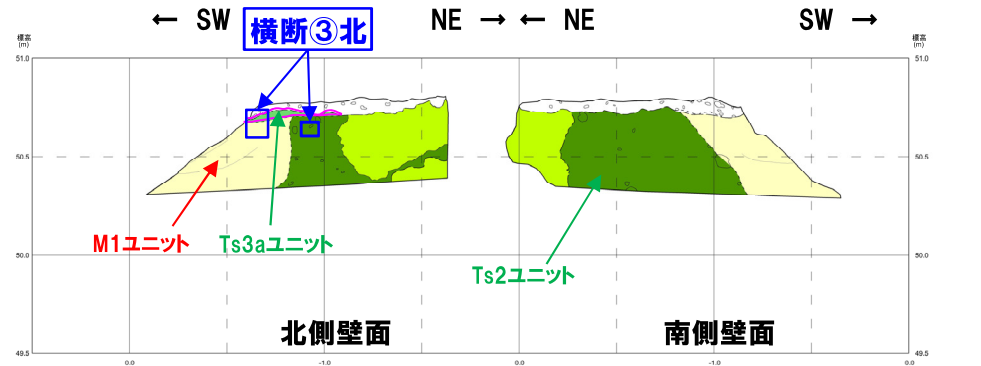 ← SW
NE →
← NE
SW →
標高
(m)
標高
(m)
横断③北
51.0
51.0
50.5
50.5
M1ユニット
Ts3aユニット
Ts2ユニット
50.0
50.0
北側壁面
南側壁面
49.5
49.5
0.0
-1.0
0.0
-1.0
0.0